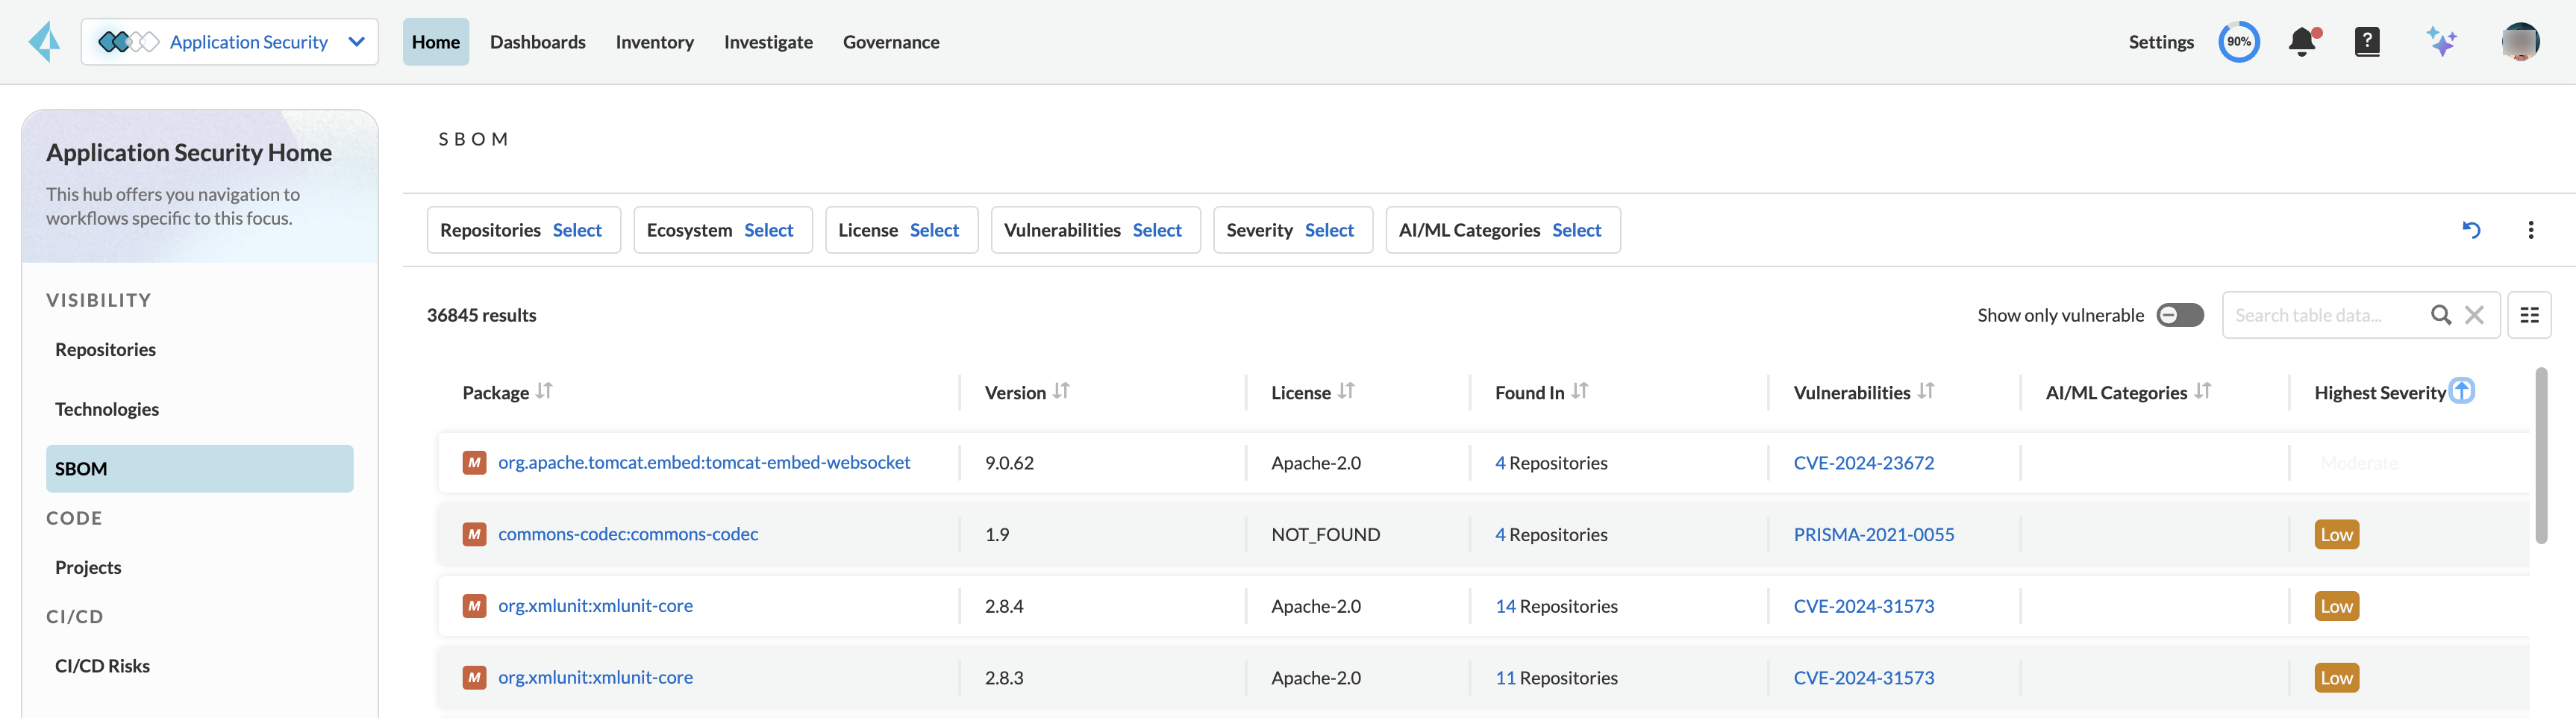 Application Security
Home
Dashboards
Inventory
Investigate
Governance
Settings
90%
?
Application Security Home
This hub offers you navigation to
workflows specific to this focus.
VISIBILITY
Repositories
Technologies
SBOM
CODE
Projects
CI/CD
CI/CD Risks
SBOM
Repositories Select
Ecosystem Select
License Select
Vulnerabilities Select
Severity Select
AI/ML Categories Select
36845 results
Show only vulnerable
Search table data...
Package Version License Found In Vulnerabilities AI/ML Categories Highest Severity
M org.apache.tomcat.embed:tomcat-embed-websocket 9.0.62 Apache-2.0 4 Repositories CVE-2024-23672 Moderate
M commons-codec:commons-codec 1.9 NOT_FOUND 4 Repositories PRISMA-2021-0055 Low
M org.xmlunit:xmlunit-core 2.8.4 Apache-2.0 14 Repositories CVE-2024-31573 Low
M org.xmlunit:xmlunit-core 2.8.3 Apache-2.0 11 Repositories CVE-2024-31573 Low